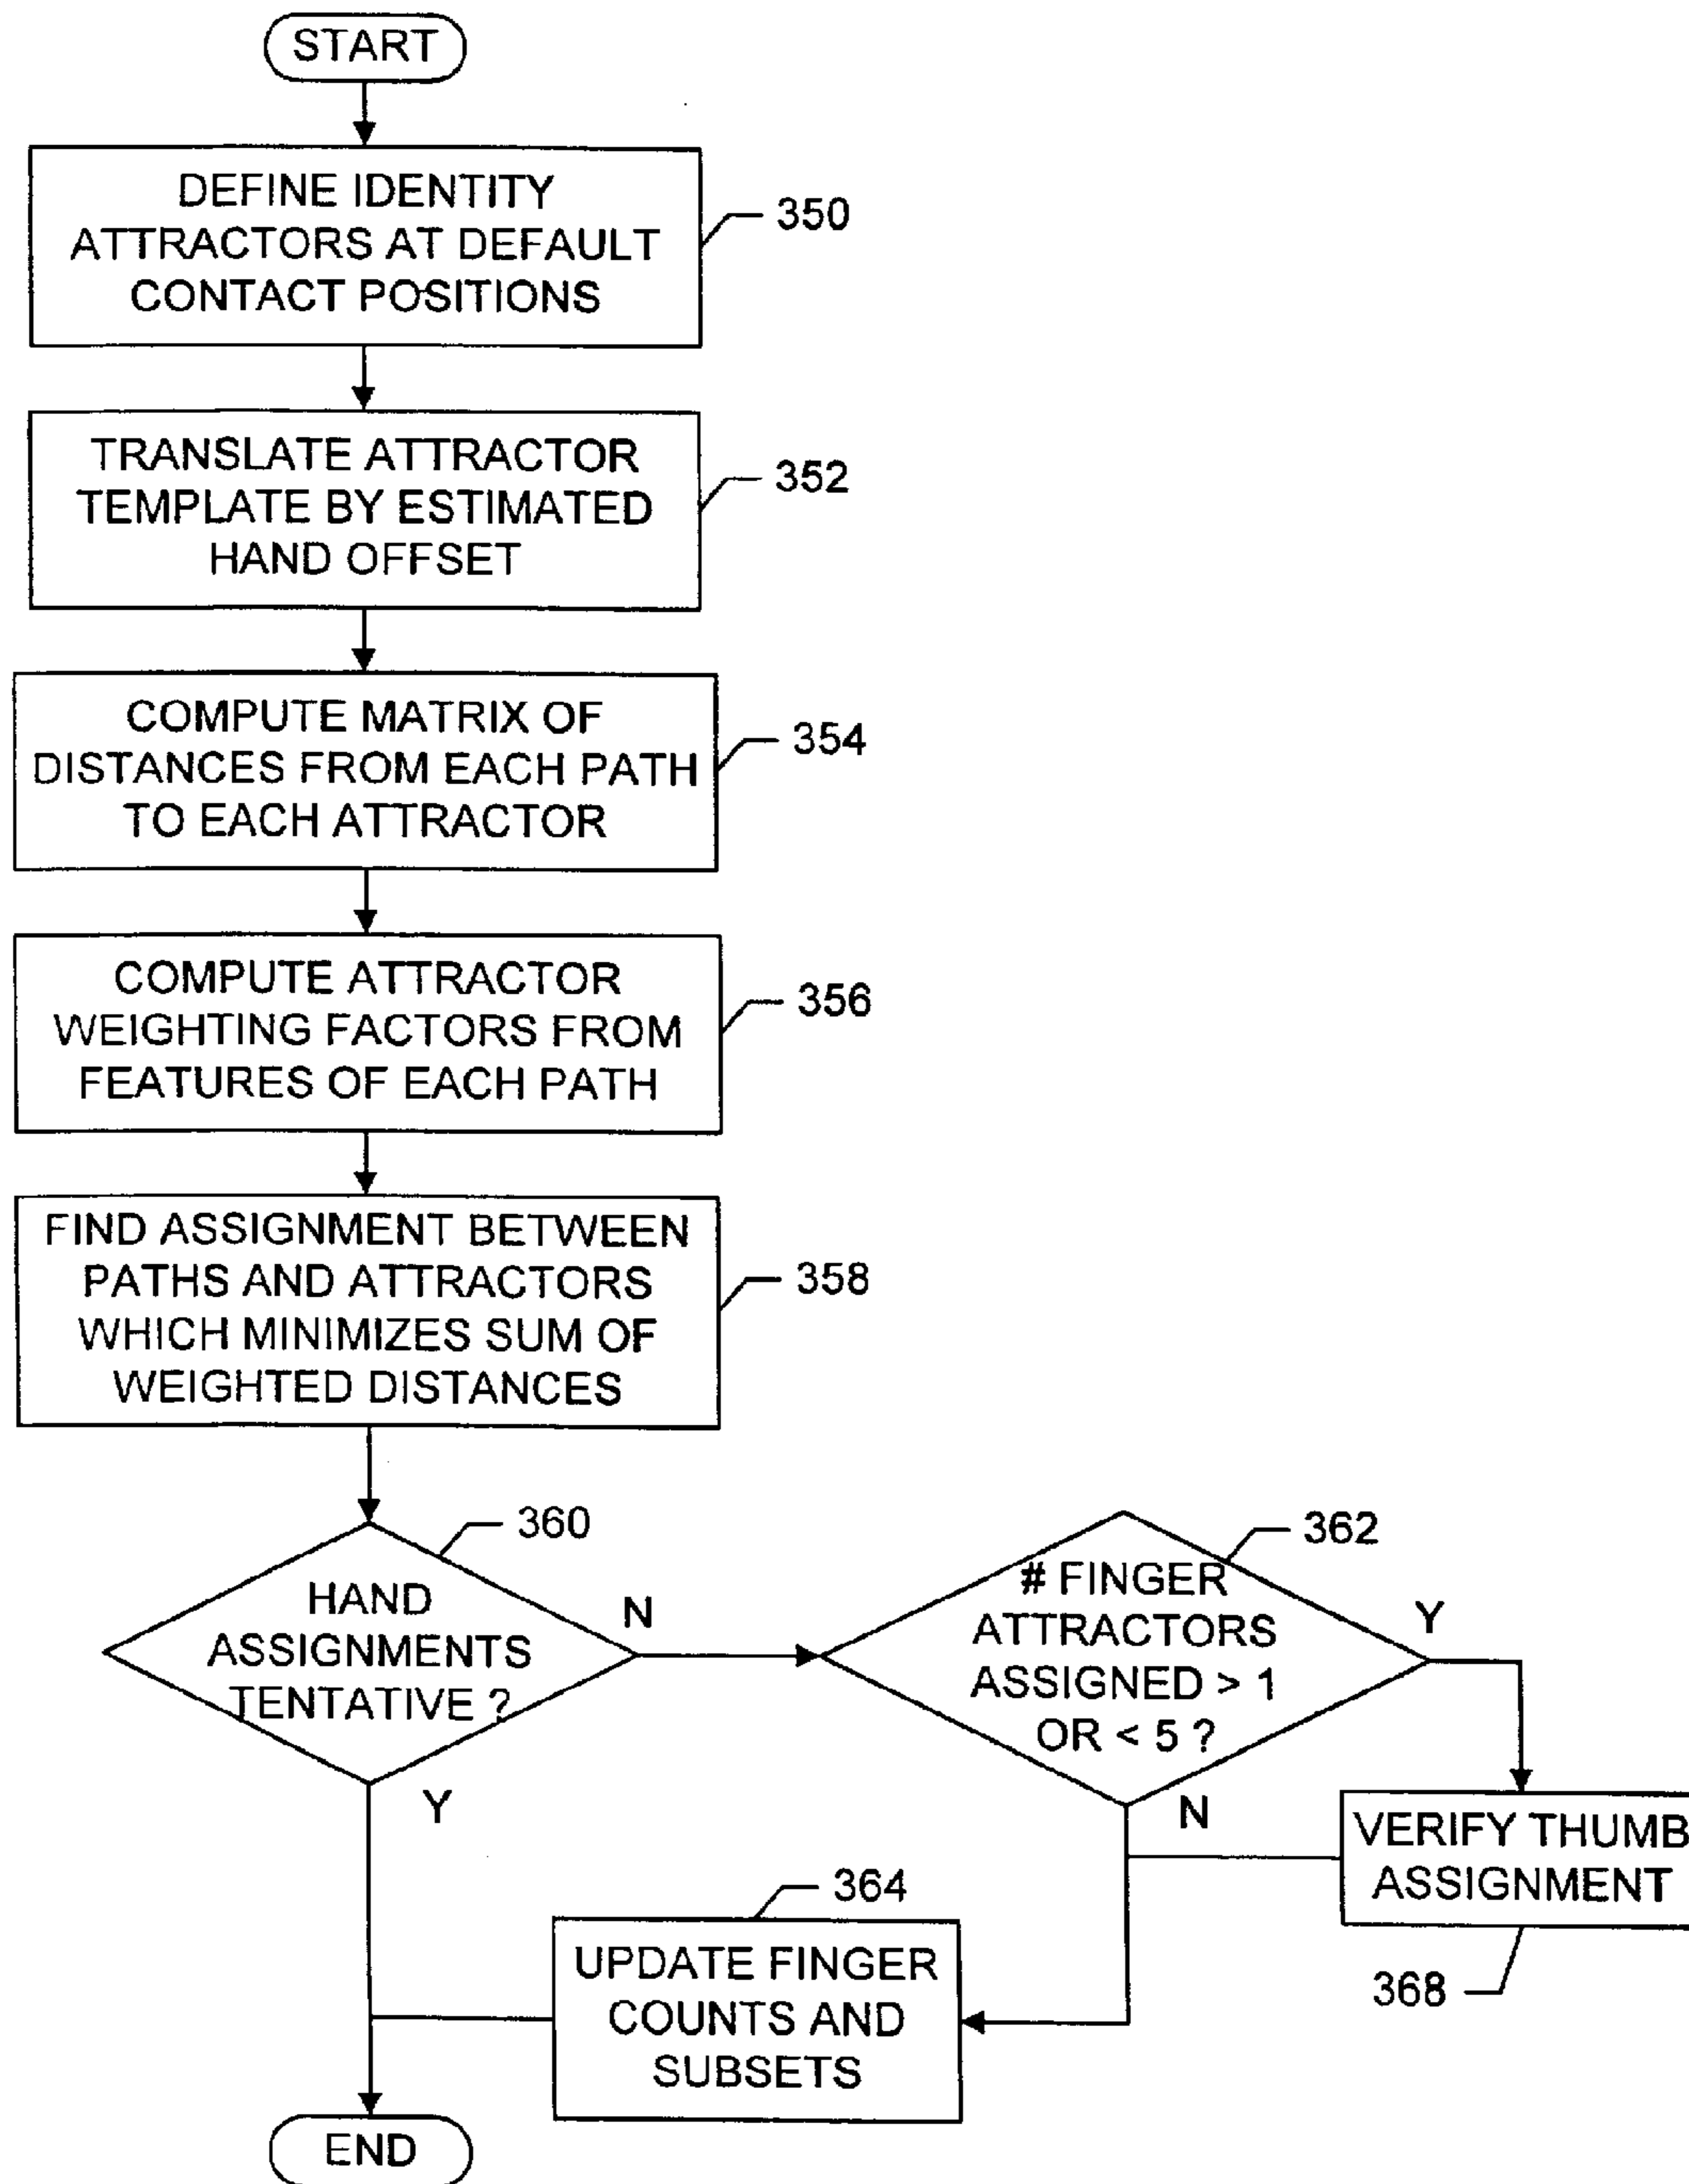 START
DEFINE IDENTITY
ATTRACTORS AT DEFAULT
CONTACT POSITIONS
350
TRANSLATE ATTRACTOR
TEMPLATE BY ESTIMATED
HAND OFFSET
352
COMPUTE MATRIX OF
DISTANCES FROM EACH PATH
TO EACH ATTRACTOR
354
COMPUTE ATTRACTOR
WEIGHTING FACTORS FROM
FEATURES OF EACH PATH
356
FIND ASSIGNMENT BETWEEN
PATHS AND ATTRACTORS
WHICH MINIMIZES SUM OF
WEIGHTED DISTANCES
358
360
HAND
ASSIGNMENTS
TENTATIVE ?
N
Y
362
# FINGER
ATTRACTORS
ASSIGNED > 1
OR < 5 ?
Y
N
VERIFY THUMB
ASSIGNMENT
368
364
UPDATE FINGER
COUNTS AND
SUBSETS
END